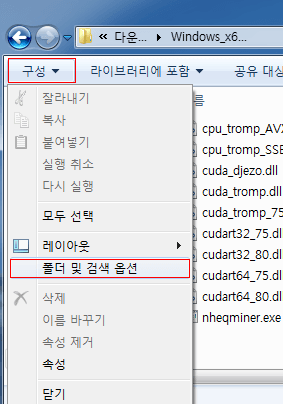 « 다운... ▸ Windows_x6...
구성 ▼ 라이브러리에 포함 ▼ 공유 대상
잘라내기
복사
붙여넣기
실행 취소
다시 실행
모두 선택
레이아웃
폴더 및 검색 옵션
삭제
이름 바꾸기
속성 제거
속성
닫기
름
cpu_tromp_AV
cpu_tromp_SSE
cuda_djezo.dll
cuda_tromp.dll
cuda_tromp_75
cudart32_75.dl
cudart32_80.dl
cudart64_75.dl
cudart64_80.dl
nheqminer.exe